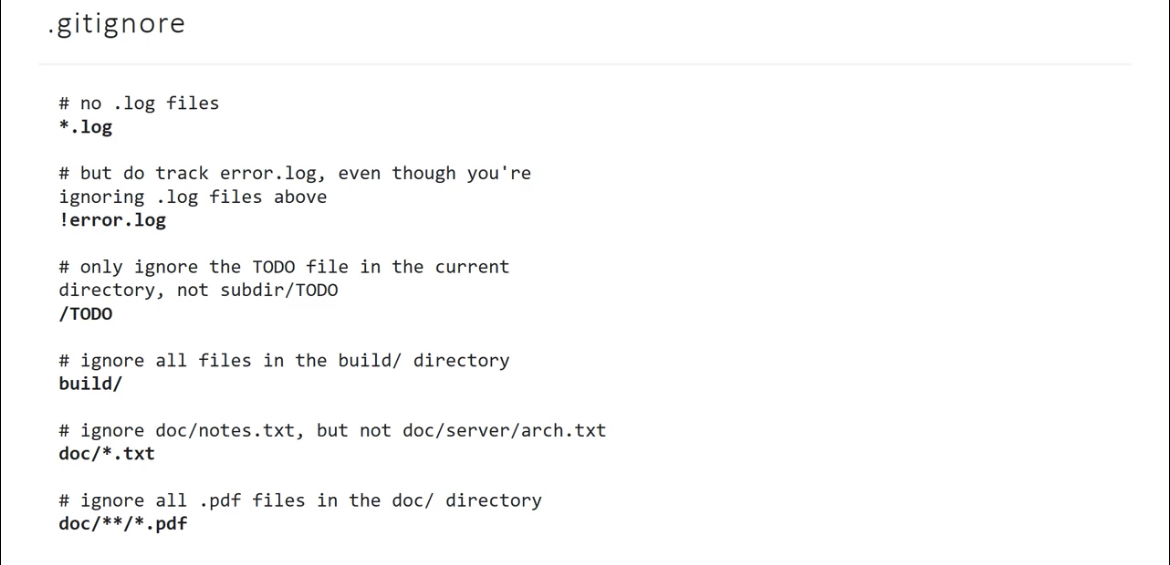 .gitignore
# no .log files
*.log
# but do track error.log, even though you're
ignoring .log files above
!error.log
# only ignore the TODO file in the current
directory, not subdir/TODO
/TODO
# ignore all files in the build/ directory
build/
# ignore doc/notes.txt, but not doc/server/arch.txt
doc/*.txt
# ignore all .pdf files in the doc/ directory
doc/**/*.pdf